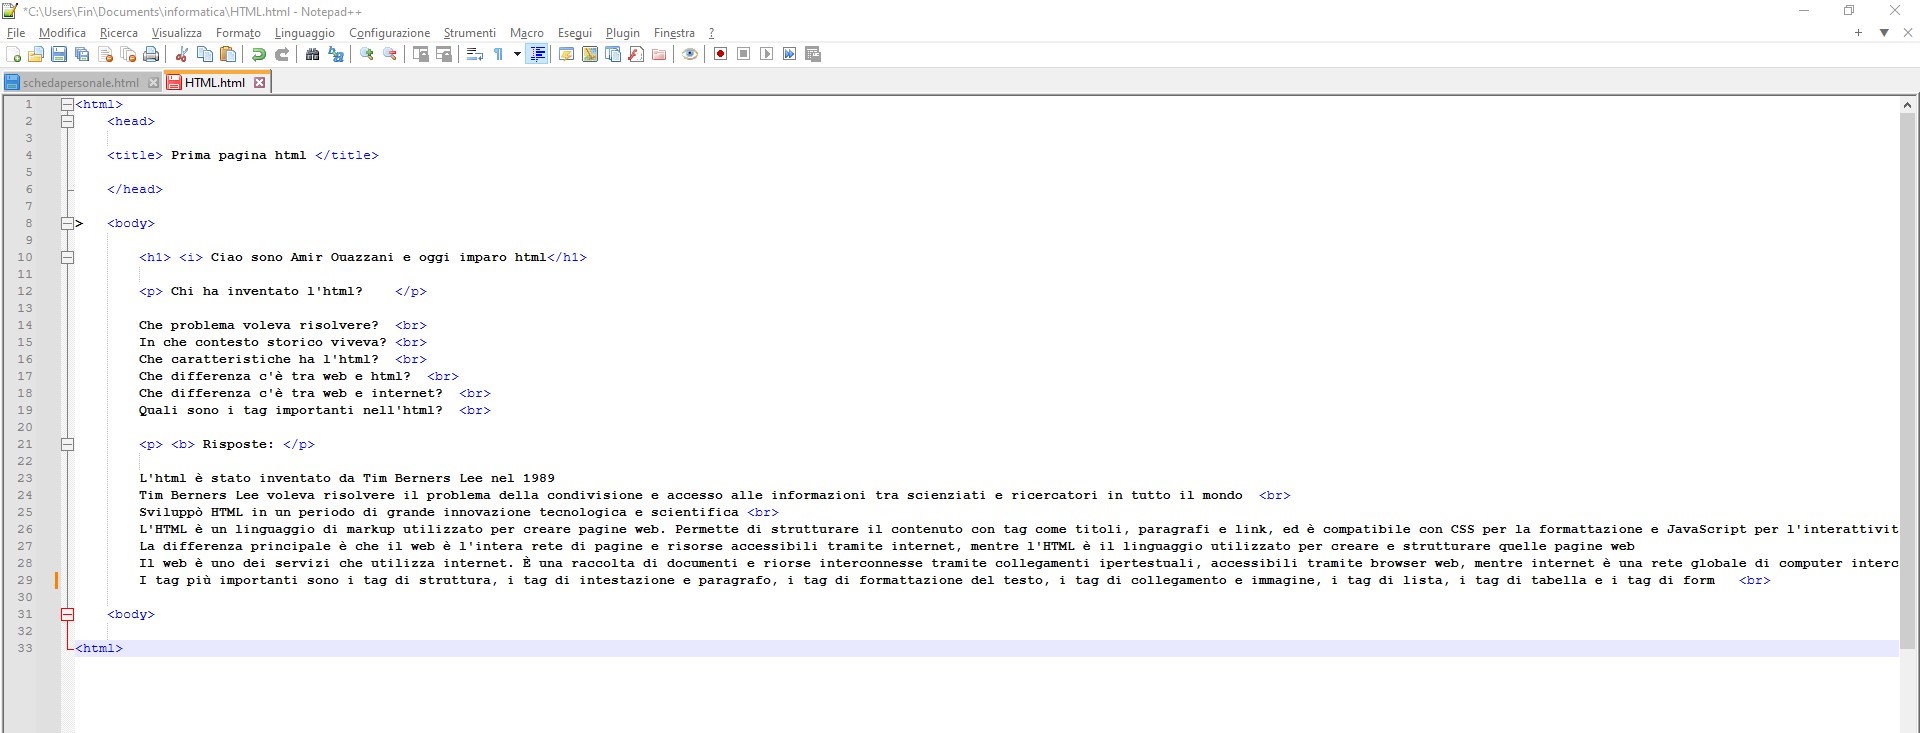 *C:\Users\Fin\Documents\informatica\HTML.html - Notepad++
File Modifica Ricerca Visualizza Formato Linguaggio Configurazione Strumenti Macro Esegui Plugin Finestra ?
schedapersonale.html HTML.html
1 <html>
2 <head>
3
4 <title> Prima pagina html </title>
5
6 </head>
7
8 > <body>
9
10 <h1> <i> Ciao sono Amir Ouazzani e oggi imparo html</h1>
11
12 <p> Chi ha inventato l'html? </p>
13
14 Che problema voleva risolvere? <br>
15 In che contesto storico viveva? <br>
16 Che caratteristiche ha l'html? <br>
17 Che differenza c'è tra web e html? <br>
18 Che differenza c'è tra web e internet? <br>
19 Quali sono i tag importanti nell'html? <br>
20
21 <p> <b> Risposte: </p>
22
23 L'html è stato inventato da Tim Berners Lee nel 1989
24 Tim Berners Lee voleva risolvere il problema della condivisione e accesso alle informazioni tra scienziati e ricercatori in tutto il mondo <br>
25 Sviluppò HTML in un periodo di grande innovazione tecnologica e scientifica <br>
26 L'HTML è un linguaggio di markup utilizzato per creare pagine web. Permette di strutturare il contenuto con tag come titoli, paragrafi e link, ed è compatibile con CSS per la formattazione e JavaScript per l'interattivit
27 La differenza principale è che il web è l'intera rete di pagine e risorse accessibili tramite internet, mentre l'HTML è il linguaggio utilizzato per creare e strutturare quelle pagine web
28 Il web è uno dei servizi che utilizza internet. È una raccolta di documenti e riorse interconnesse tramite collegamenti ipertestuali, accessibili tramite browser web, mentre internet è una rete globale di computer interc
29 I tag più importanti sono i tag di struttura, i tag di intestazione e paragrafo, i tag di formattazione del testo, i tag di collegamento e immagine, i tag di lista, i tag di tabella e i tag di form <br>
30
31 <body>
32
33 <html>